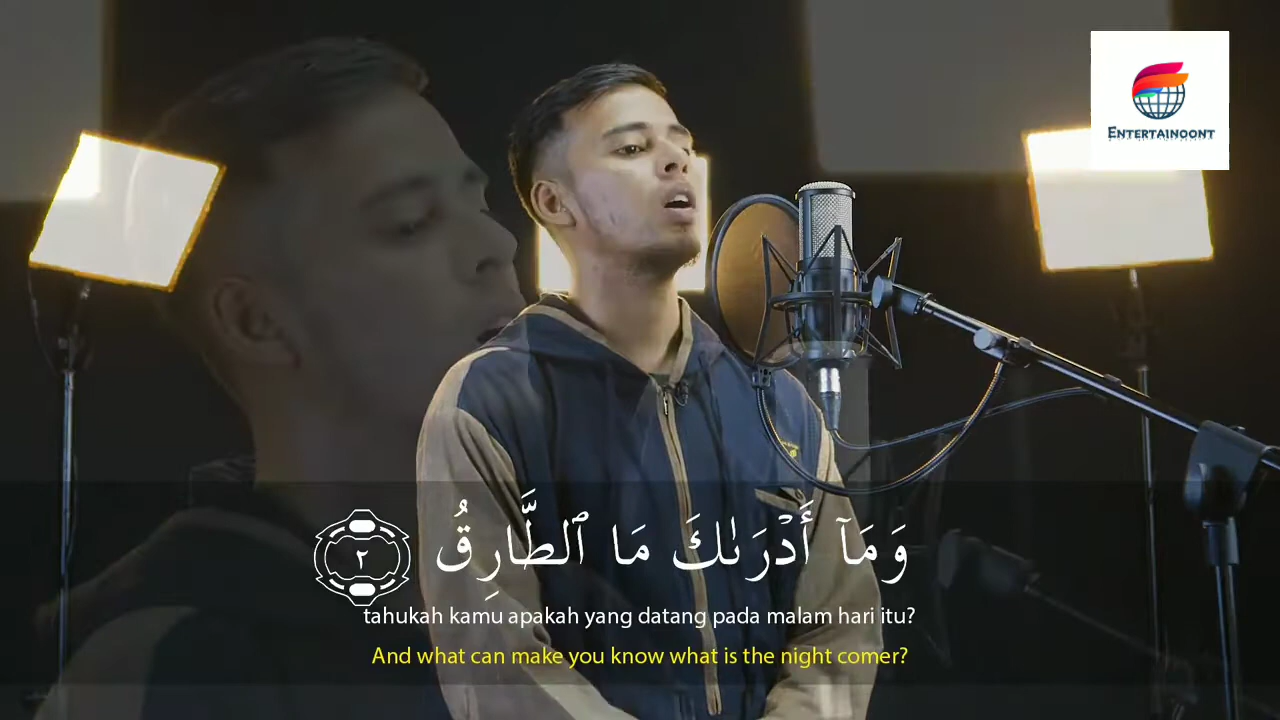 ENTERTAINOONT
وَمَآ أَدْرَىٰكَ مَا ٱلطَّارِقُ ٢
tahukah kamu apakah yang datang pada malam hari itu?
And what can make you know what is the night comer?